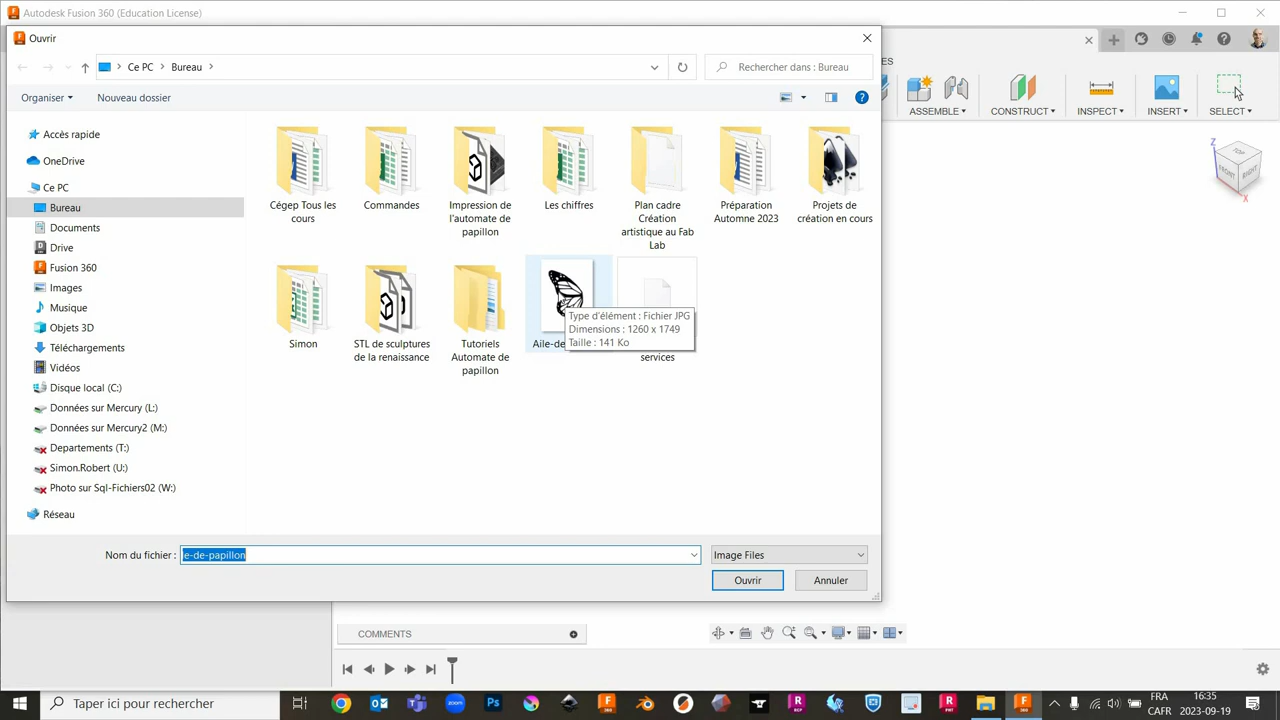 Autodesk Fusion 360 (Education License)
Ouvrir
Ce PC
Bureau
Rechercher dans : Bureau
Organiser
Nouveau dossier
Accès rapide
OneDrive
Ce PC
Bureau
Documents
Drive
Fusion 360
Images
Musique
Objets 3D
Téléchargements
Vidéos
Disque local (C:)
Données sur Mercury (L:)
Données sur Mercury2 (M:)
Departements (T:)
Simon.Robert (U:)
Photo sur Sql-Fichiers02 (W:)
Réseau
Cégep Tous les
cours
Commandes
Impression de
l'automate de
papillon
Les chiffres
Plan cadre
Création
artistique au Fab
Lab
Préparation
Automne 2023
Projets de
création en cours
Simon
STL de sculptures
de la renaissance
Tutoriels
Automate de
papillon
Aile-de
services
Type d'élément : Fichier JPG
Dimensions : 1260 x 1749
Taille : 141 Ko
Nom du fichier :
e-de-papillon
Image Files
Ouvrir
Annuler
ES
ASSEMBLE
CONSTRUCT
INSPECT
INSERT
SELECT
Z
TOP
FRONT
RIGHT
X
COMMENTS
Taper ici pour rechercher
FRA
CAFR
16:35
2023-09-19